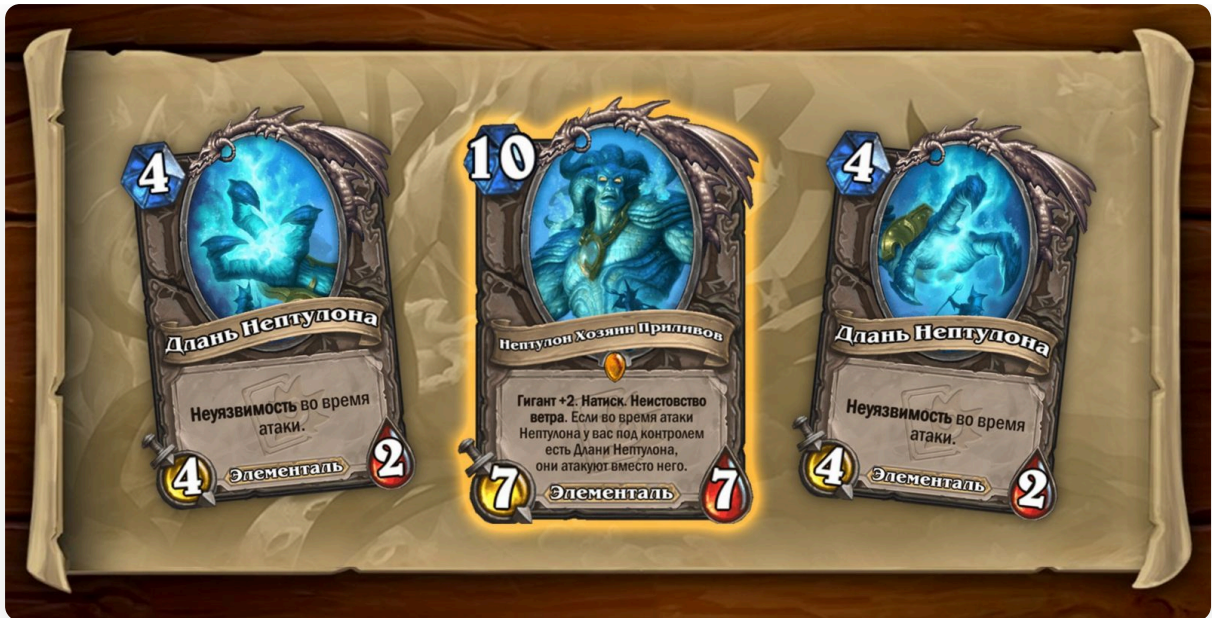 4
Длань Нептулона
Неуязвимость во время
атаки.
4
Элементаль
2
10
Нептулон Хозяин Приливов
Гигант +2. Натиск. Неистовство
ветра. Если во время атаки
Нептулона у вас под контролем
есть Длани Нептулона,
они атакуют вместо него.
7
Элементаль
7
4
Длань Нептулона
Неуязвимость во время
атаки.
4
Элементаль
2